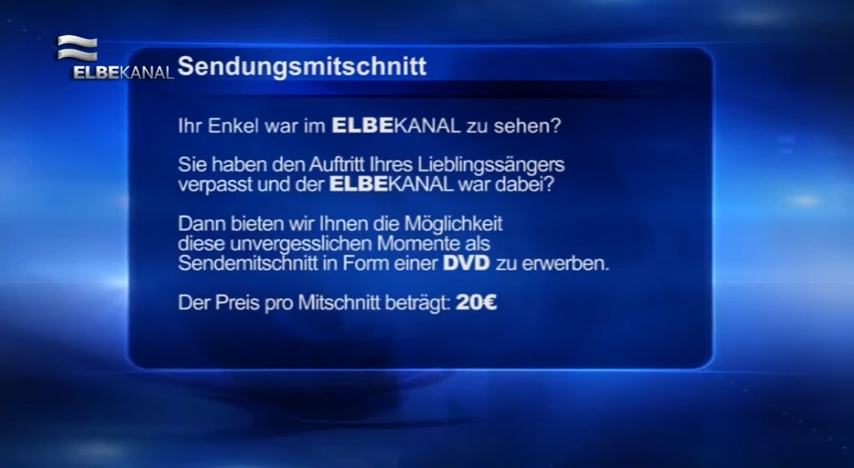 ELBEKANAL
Sendungsmitschnitt
Ihr Enkel war im ELBEKANAL zu sehen?
Sie haben den Auftritt Ihres Lieblingssängers
verpasst und der ELBEKANAL war dabei?
Dann bieten wir Ihnen die Möglichkeit
diese unvergesslichen Momente als
Sendemitschnitt in Form einer DVD zu erwerben.
Der Preis pro Mitschnitt beträgt: 20€